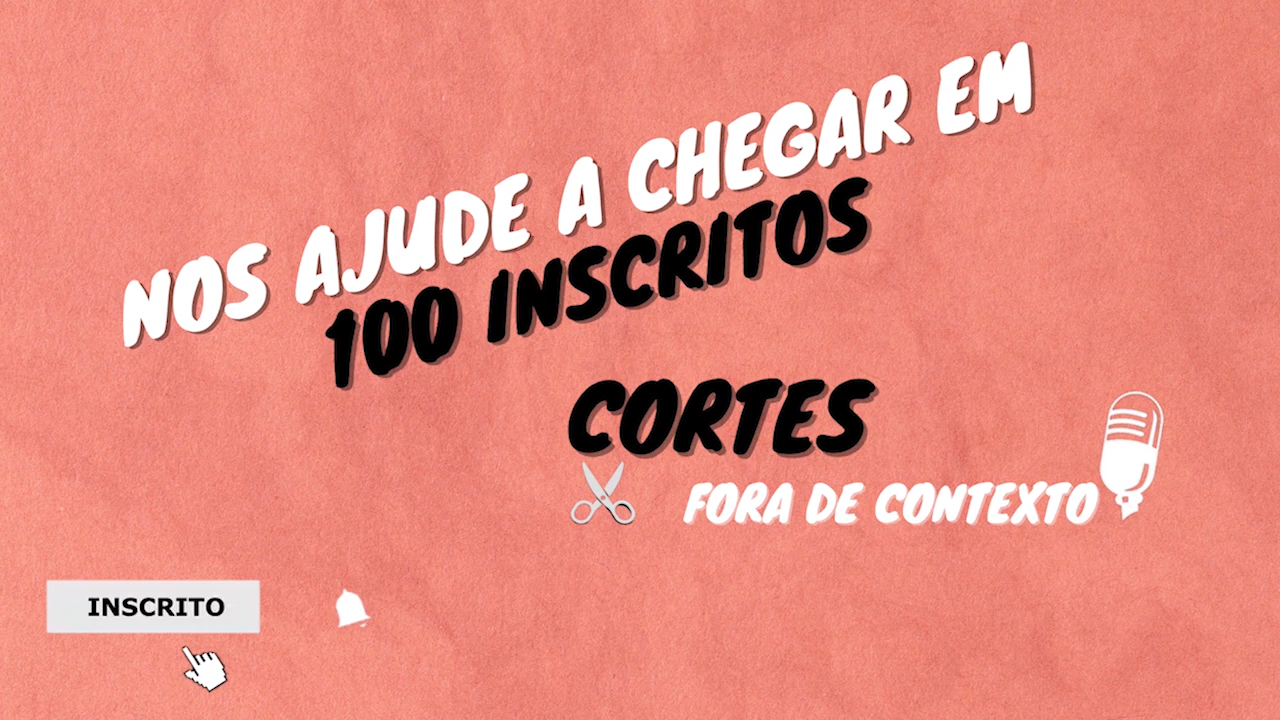 NOS AJUDE A CHEGAR EM
100 INSCRITOS
CORTES
FORA DE CONTEXTO
INSCRITO